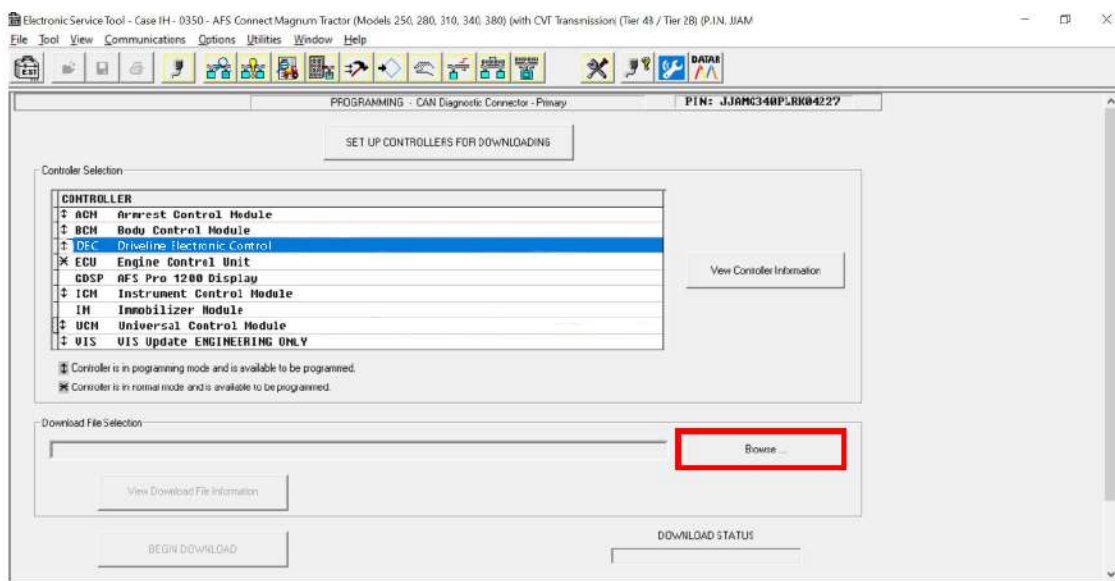 Electronic Service Tool - Case IH - 0350 - AFS Connect Magnum Tractor (Models 250, 280, 310, 340, 380) (with CVT Transmission) (Tier 4B / Tier 2B) (P.I.N. JJAM
File Tool View Communications Options Utilities Window Help
EST
DATAR
PROGRAMMING - CAN Diagnostic Connector - Primary
PIN: JJAMG340PLRK04227
SET UP CONTROLLERS FOR DOWNLOADING
Controller Selection
CONTROLLER
ACM Armrest Control Module
BCM Body Control Module
DEC Driveline Electronic Control
ECU Engine Control Unit
GDSP AFS Pro 1200 Display
ICM Instrument Control Module
IM Immobilizer Module
UCM Universal Control Module
VIS VIS Update ENGINEERING ONLY
View Controller Information
Controller is in programming mode and is available to be programmed.
Controller is in normal mode and is available to be programmed.
Download File Selection
Browse ...
View Download File Information
BEGIN DOWNLOAD
DOWNLOAD STATUS